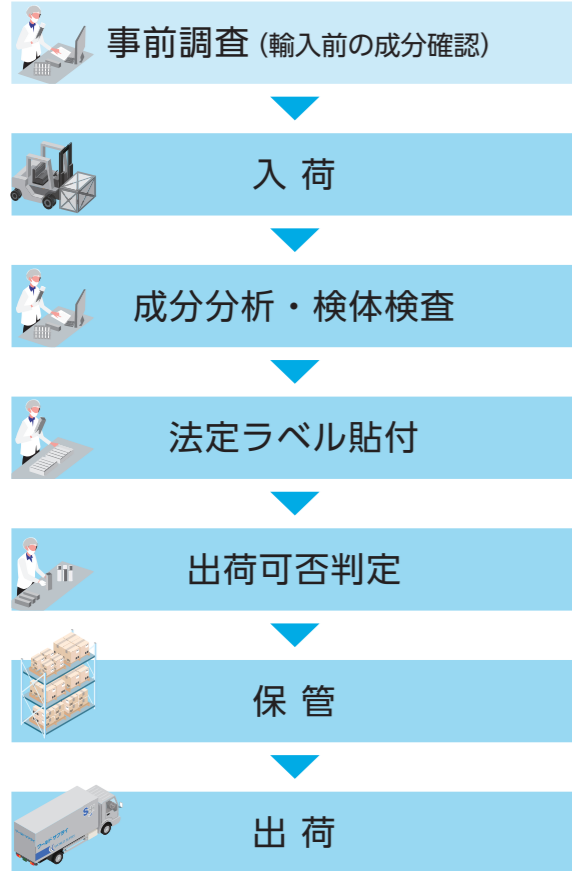 事前調査 (輸入前の成分確認)
入 荷
成分分析・検体検査
法定ラベル貼付
出荷可否判定
保 管
出 荷